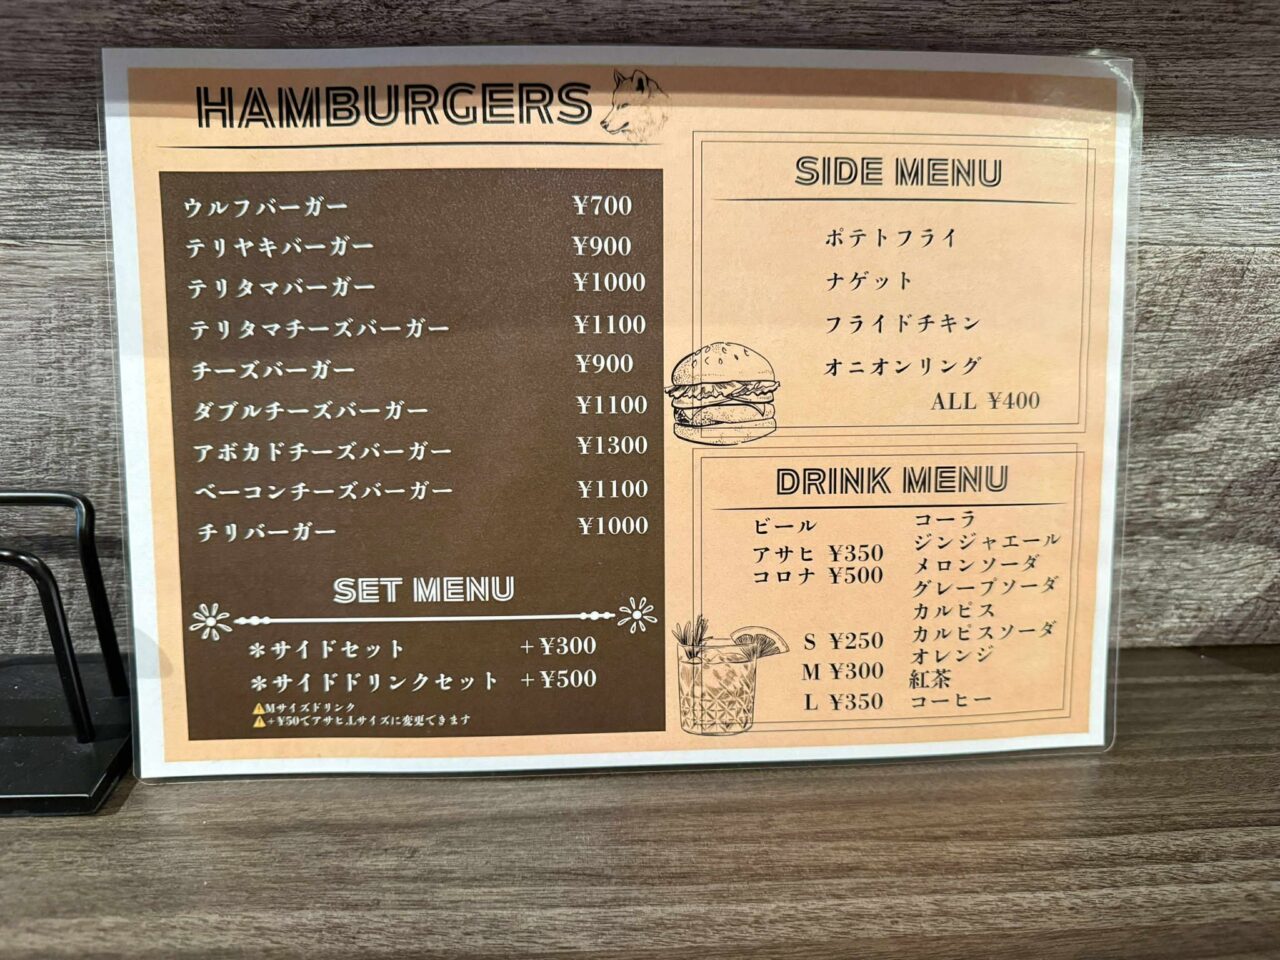 HAMBURGERS
ウルフバーガー ¥700
テリヤキバーガー ¥900
テリタマバーガー ¥1000
テリタマチーズバーガー ¥1100
チーズバーガー ¥900
ダブルチーズバーガー ¥1100
アボカドチーズバーガー ¥1300
ベーコンチーズバーガー ¥1100
チリバーガー ¥1000
SET MENU
*サイドセット +¥300
*サイドドリンクセット +¥500
⚠Mサイズドリンク
⚠+¥50でアサヒ,Lサイズに変更できます
SIDE MENU
ポテトフライ
ナゲット
フライドチキン
オニオンリング
ALL ¥400
DRINK MENU
ビール
アサヒ ¥350
コロナ ¥500
S ¥250
M ¥300
L ¥350
コーラ
ジンジャエール
メロンソーダ
グレープソーダ
カルピス
カルピスソーダ
オレンジ
紅茶
コーヒー